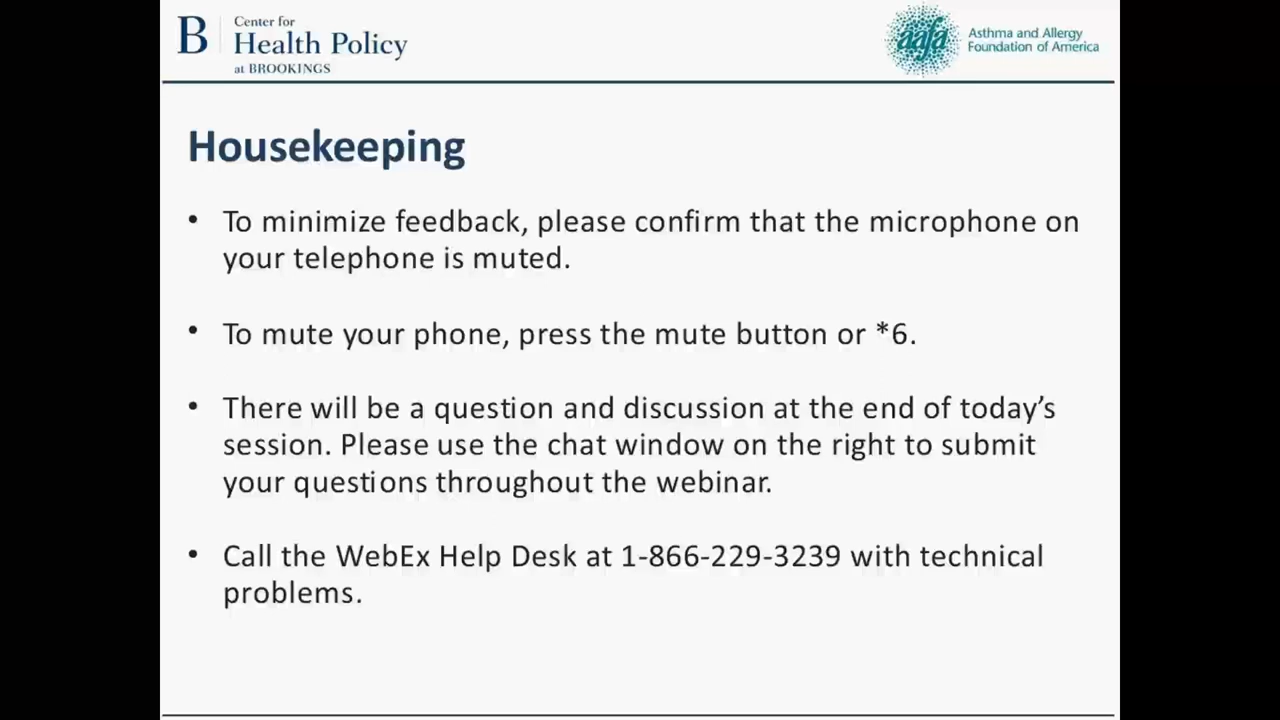 B
Center for
Health Policy
at BROOKINGS
aafa
Asthma and Allergy
Foundation of America
Housekeeping
• To minimize feedback, please confirm that the microphone on
your telephone is muted.
• To mute your phone, press the mute button or *6.
• There will be a question and discussion at the end of today’s
session. Please use the chat window on the right to submit
your questions throughout the webinar.
• Call the WebEx Help Desk at 1-866-229-3239 with technical
problems.